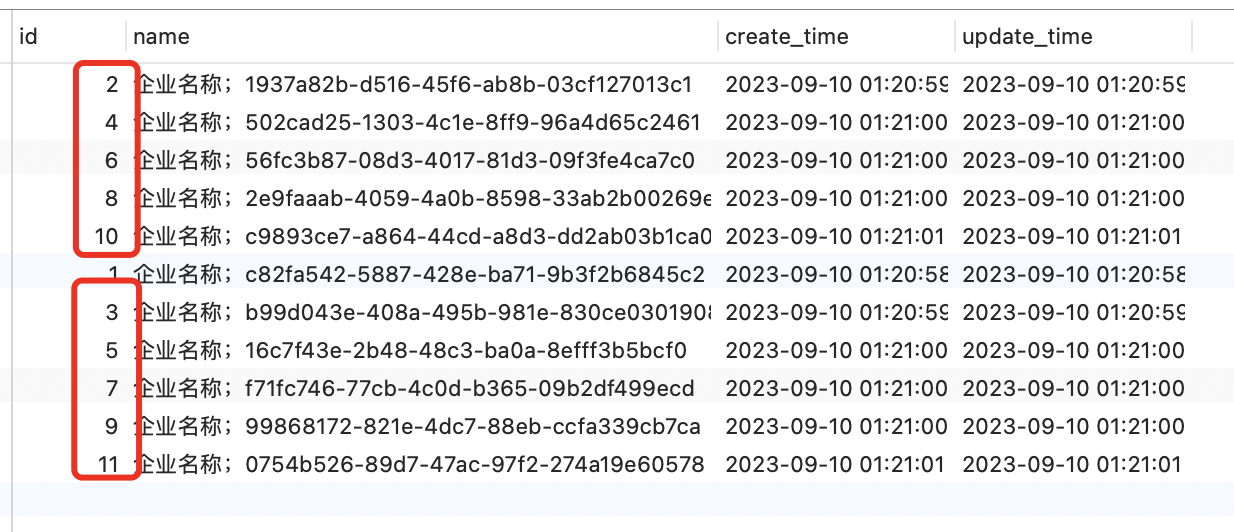 id name create_time update_time
2 企业名称；1937a82b-d516-45f6-ab8b-03cf127013c1 2023-09-10 01:20:59 2023-09-10 01:20:59
4 企业名称；502cad25-1303-4c1e-8ff9-96a4d65c2461 2023-09-10 01:21:00 2023-09-10 01:21:00
6 企业名称；56fc3b87-08d3-4017-81d3-09f3fe4ca7c0 2023-09-10 01:21:00 2023-09-10 01:21:00
8 企业名称；2e9faaab-4059-4a0b-8598-33ab2b00269e 2023-09-10 01:21:00 2023-09-10 01:21:00
10 企业名称；c9893ce7-a864-44cd-a8d3-dd2ab03b1ca0 2023-09-10 01:21:01 2023-09-10 01:21:01
1 企业名称；c82fa542-5887-428e-ba71-9b3f2b6845c2 2023-09-10 01:20:58 2023-09-10 01:20:58
3 企业名称；b99d043e-408a-495b-981e-830ce0301908 2023-09-10 01:20:59 2023-09-10 01:20:59
5 企业名称；16c7f43e-2b48-48c3-ba0a-8efff3b5bcf0 2023-09-10 01:21:00 2023-09-10 01:21:00
7 企业名称；f71fc746-77cb-4c0d-b365-09b2df499ecd 2023-09-10 01:21:00 2023-09-10 01:21:00
9 企业名称；99868172-821e-4dc7-88eb-ccfa339cb7ca 2023-09-10 01:21:00 2023-09-10 01:21:00
11 企业名称；0754b526-89d7-47ac-97f2-274a19e60578 2023-09-10 01:21:01 2023-09-10 01:21:01